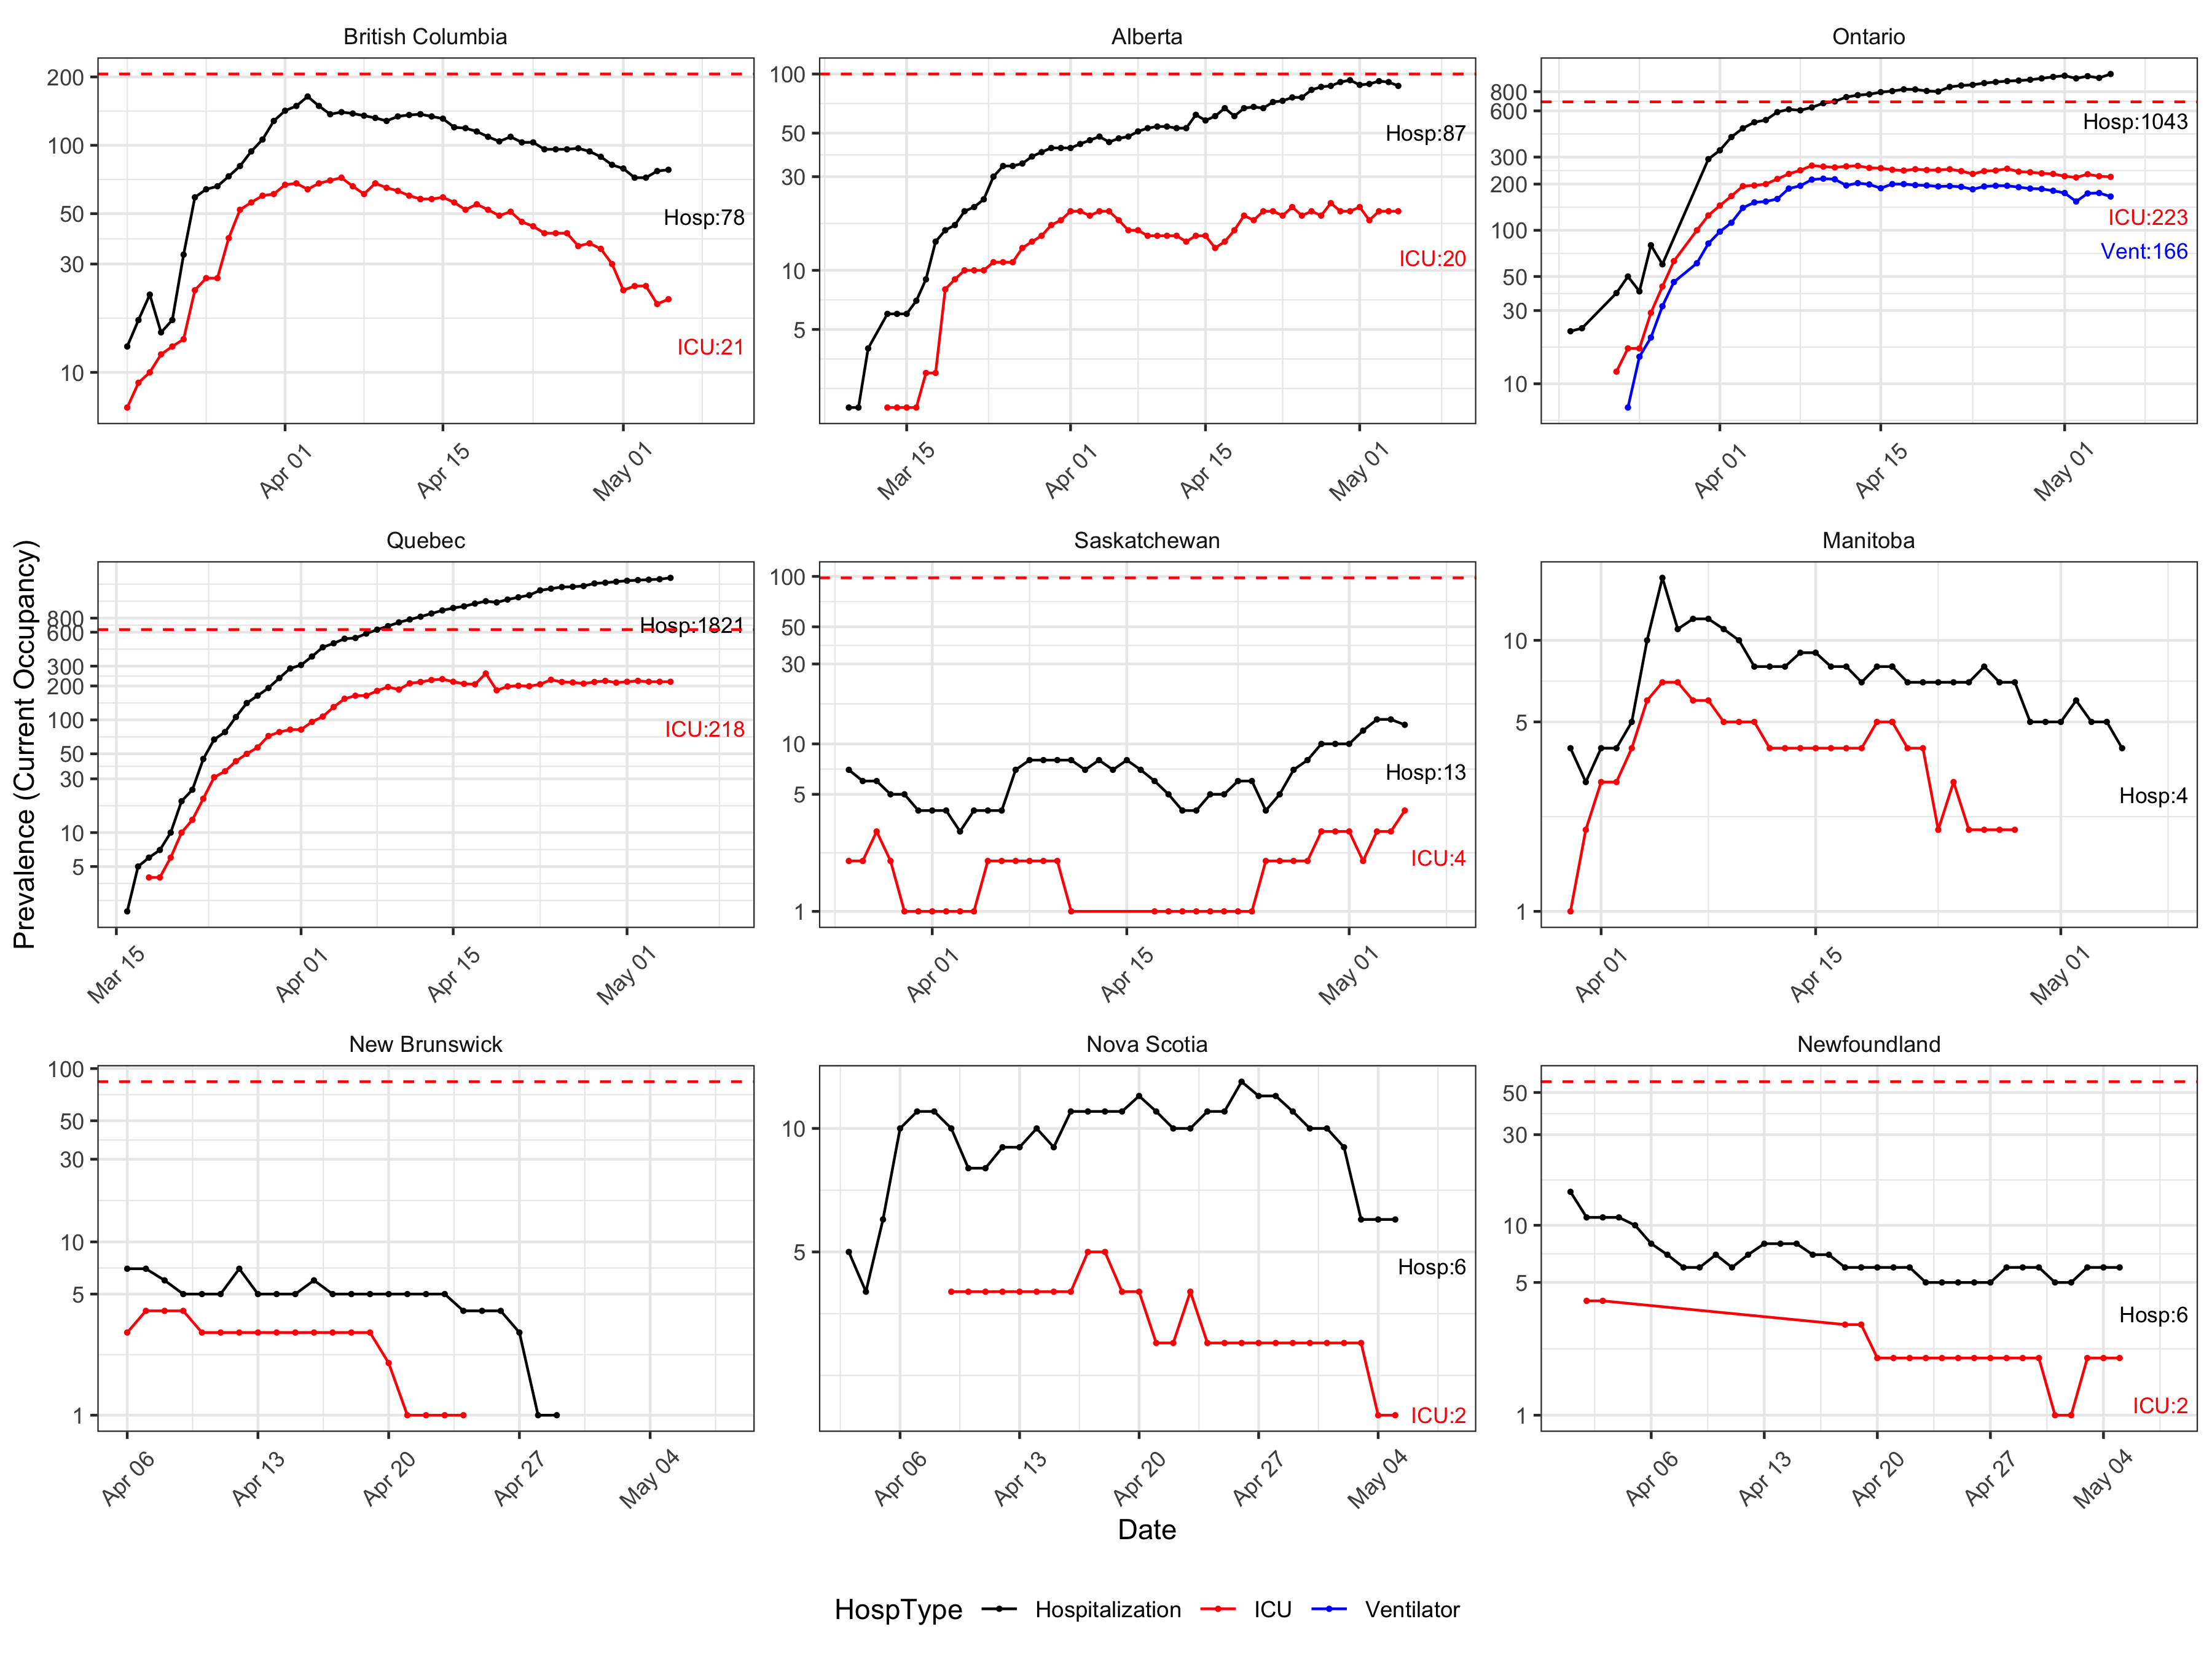 British Columbia
Alberta
Ontario
200
100
50
30
10
Hosp:78
ICU:21
Apr 01
Apr 15
May 01
100
50
30
10
5
Hosp:87
ICU:20
Mar 15
Apr 01
Apr 15
May 01
800
600
300
200
100
50
30
10
Hosp:1043
ICU:223
Vent:166
Apr 01
Apr 15
May 01
Prevalence (Current Occupancy)
Quebec
Saskatchewan
Manitoba
800
600
300
200
100
50
30
10
5
Hosp:1821
ICU:218
Mar 15
Apr 01
Apr 15
May 01
100
50
30
10
5
1
Hosp:13
ICU:4
Apr 01
Apr 15
May 01
10
5
1
Hosp:4
Apr 01
Apr 15
May 01
New Brunswick
Nova Scotia
Newfoundland
100
50
30
10
5
1
Apr 06
Apr 13
Apr 20
Apr 27
May 04
10
5
Hosp:6
ICU:2
Apr 06
Apr 13
Apr 20
Apr 27
May 04
50
30
10
5
1
Hosp:6
ICU:2
Apr 06
Apr 13
Apr 20
Apr 27
May 04
Date
HospType Hospitalization ICU Ventilator